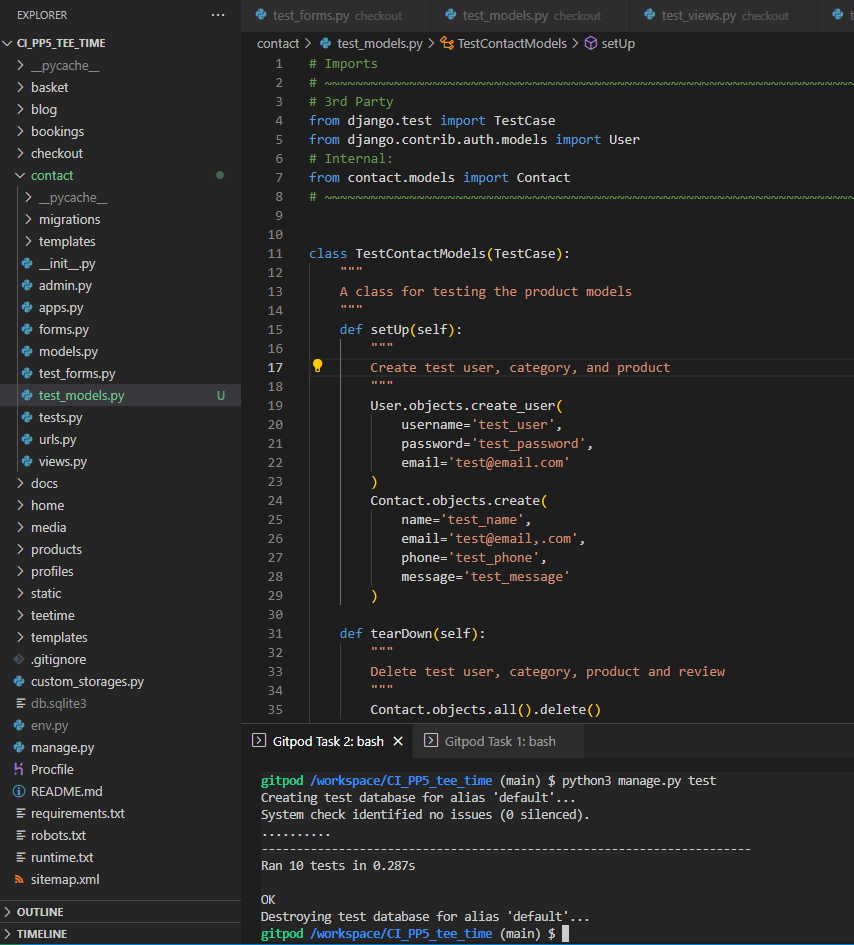 EXPLORER ...
CI_PP5_TEE_TIME
__pycache__
basket
blog
bookings
checkout
contact
__pycache__
migrations
templates
__init__.py
admin.py
apps.py
forms.py
models.py
test_forms.py
test_models.py U
tests.py
urls.py
views.py
docs
home
media
products
profiles
static
teetime
templates
.gitignore
custom_storages.py
db.sqlite3
env.py
manage.py
Procfile
README.md
requirements.txt
robots.txt
runtime.txt
sitemap.xml
OUTLINE
TIMELINE
test_forms.py checkout test_models.py checkout test_views.py checkout
contact > test_models.py > TestContactModels > setUp
1 # Imports
2 # ~~~~~~~~~~~~~~~~~~~~~~~~~~~~~~~~~~~~~~~~~~~~~~~~~~~~~~~~~~~~~~~~~~~~~
3 # 3rd Party
4 from django.test import TestCase
5 from django.contrib.auth.models import User
6 # Internal:
7 from contact.models import Contact
8 # ~~~~~~~~~~~~~~~~~~~~~~~~~~~~~~~~~~~~~~~~~~~~~~~~~~~~~~~~~~~~~~~~~~~~~
9
10
11 class TestContactModels(TestCase):
12 """
13 A class for testing the product models
14 """
15 def setUp(self):
16 """
17 Create test user, category, and product
18 """
19 User.objects.create_user(
20 username='test_user',
21 password='test_password',
22 email='test@email.com'
23 )
24 Contact.objects.create(
25 name='test_name',
26 email='test@email,.com',
27 phone='test_phone',
28 message='test_message'
29 )
30
31 def tearDown(self):
32 """
33 Delete test user, category, product and review
34 """
35 Contact.objects.all().delete()
Gitpod Task 2: bash Gitpod Task 1: bash
gitpod /workspace/CI_PP5_tee_time (main) $ python3 manage.py test
Creating test database for alias 'default'...
System check identified no issues (0 silenced).
..........
----------------------------------------------------------------------
Ran 10 tests in 0.287s
OK
Destroying test database for alias 'default'...
gitpod /workspace/CI_PP5_tee_time (main) $